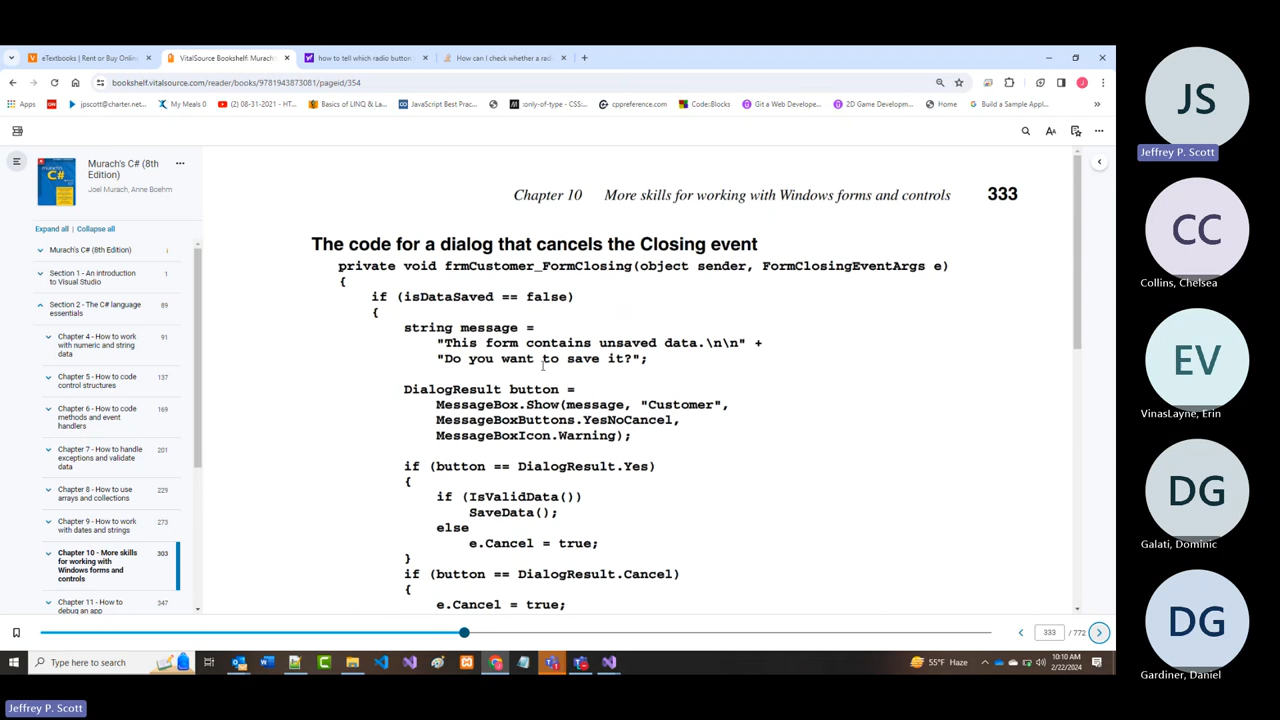 eTextbooks | Rent or Buy Onlin
VitalSource Bookshelf: Murach
how to tell which radio button
How can I check whether a rad
bookshelf.vitalsource.com/reader/books/9781943873081/pageid/354
Apps
jpscott@charter.net...
My Meals 0
(2) 08-31-2021 - HT...
Basics of LINQ & La...
JavaScript Best Prac...
:only-of-type - CSS:...
cppreference.com
Code::Blocks
Git a Web Develope...
2D Game Developm...
Home
Build a Sample Appl...
Murach's C# (8th
Edition)
Joel Murach, Anne Boehm
Expand all | Collapse all
Murach's C# (8th Edition) i
Section 1 - An introduction 1
to Visual Studio
Section 2 - The C# language 89
essentials
Chapter 4 - How to work 91
with numeric and string
data
Chapter 5 - How to code 137
control structures
Chapter 6 - How to code 169
methods and event
handlers
Chapter 7 - How to handle 201
exceptions and validate
data
Chapter 8 - How to use 229
arrays and collections
Chapter 9 - How to work 273
with dates and strings
Chapter 10 - More skills 303
for working with
Windows forms and
controls
Chapter 11 - How to 347
debug an app
Chapter 10 More skills for working with Windows forms and controls 333
The code for a dialog that cancels the Closing event
private void frmCustomer_FormClosing(object sender, FormClosingEventArgs e)
{
if (isDataSaved == false)
{
string message =
"This form contains unsaved data.\n\n" +
"Do you want to save it?";
DialogResult button =
MessageBox.Show(message, "Customer",
MessageBoxButtons.YesNoCancel,
MessageBoxIcon.Warning);
if (button == DialogResult.Yes)
{
if (IsValidData())
SaveData();
else
e.Cancel = true;
}
if (button == DialogResult.Cancel)
{
e.Cancel = true;
333 / 772
Type here to search
55°F Haze
10:10 AM
2/22/2024
JS
Jeffrey P. Scott
CC
Collins, Chelsea
EV
VinasLayne, Erin
DG
Galati, Dominic
DG
Gardiner, Daniel
Jeffrey P. Scott